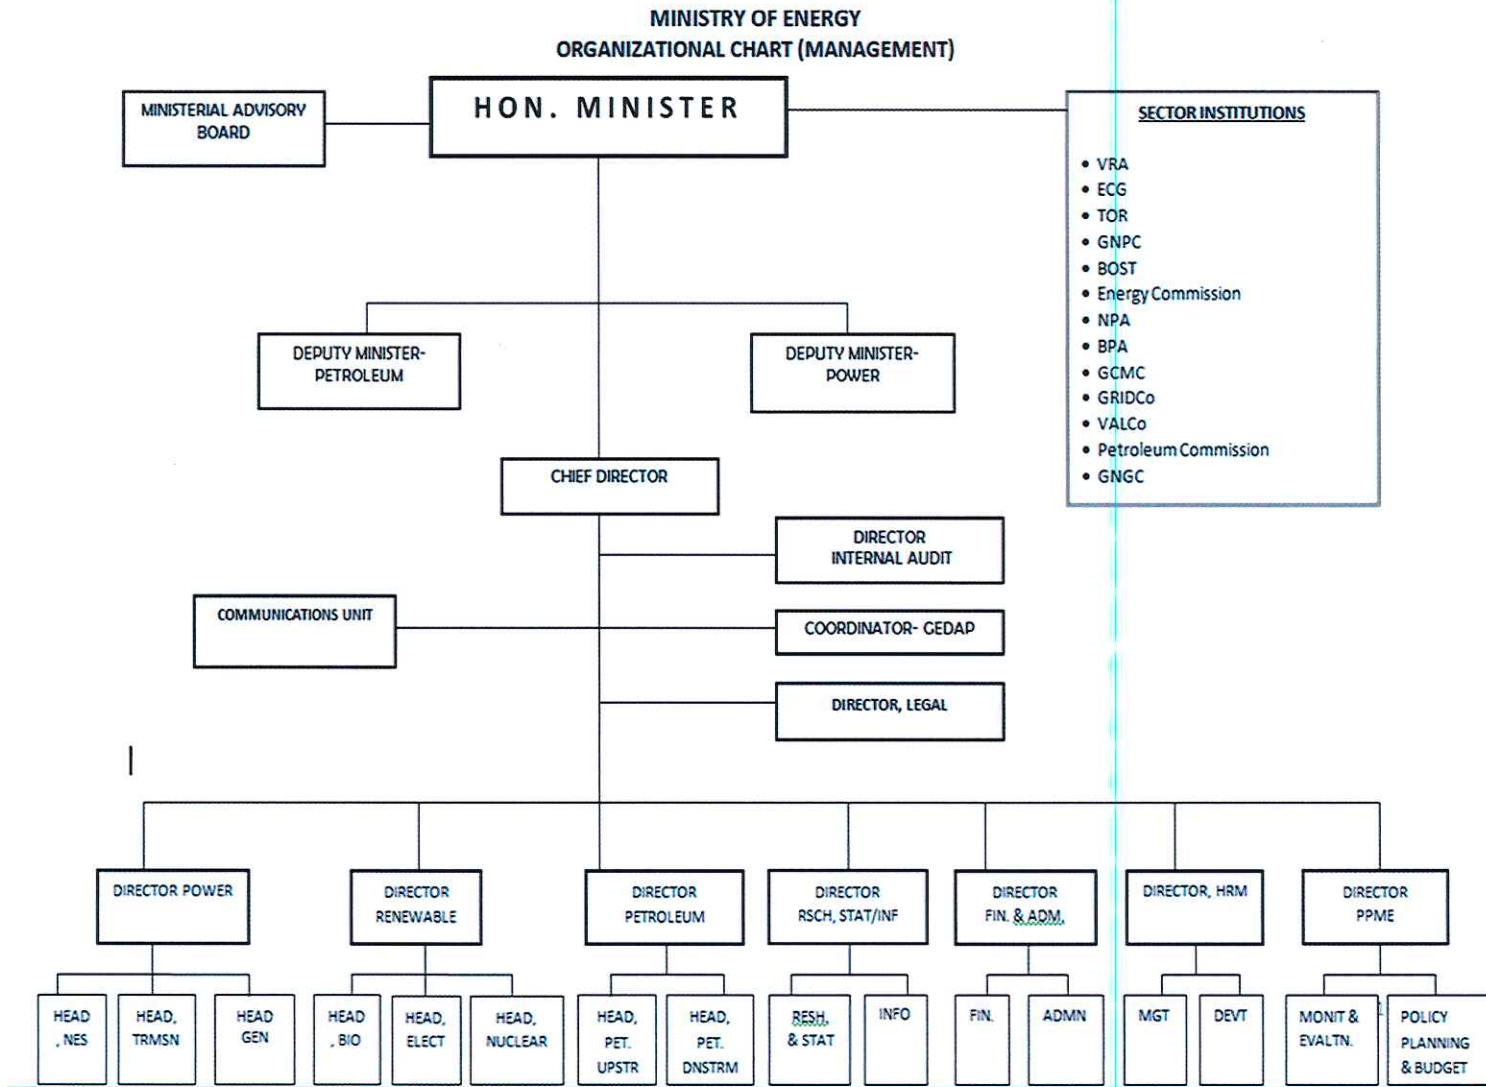 MINISTRY OF ENERGY
ORGANIZATIONAL CHART (MANAGEMENT)
HON. MINISTER
MINISTERIAL ADVISORY
BOARD
SECTOR INSTITUTIONS
• VRA
• ECG
• TOR
• GNPC
• BOST
• Energy Commission
• NPA
• BPA
• GCMC
• GRIDCo
• VALCo
• Petroleum Commission
• GNGC
DEPUTY MINISTER-
PETROLEUM
DEPUTY MINISTER-
POWER
CHIEF DIRECTOR
DIRECTOR
INTERNAL AUDIT
COMMUNICATIONS UNIT
COORDINATOR- GEDAP
DIRECTOR, LEGAL
DIRECTOR POWER
DIRECTOR
RENEWABLE
DIRECTOR
PETROLEUM
DIRECTOR
RSCH, STAT/INF
DIRECTOR
FIN. & ADM.
DIRECTOR, HRM
DIRECTOR
PPME
HEAD
, NES
HEAD,
TRMSN
HEAD
GEN
HEAD
, BIO
HEAD,
ELECT
HEAD,
NUCLEAR
HEAD,
PET.
UPSTR
HEAD,
PET.
DNSTRM
RESH,
& STAT
INFO
FIN.
ADMN
MGT
DEVT
MONIT &
EVALTN.
POLICY
PLANNING
& BUDGET